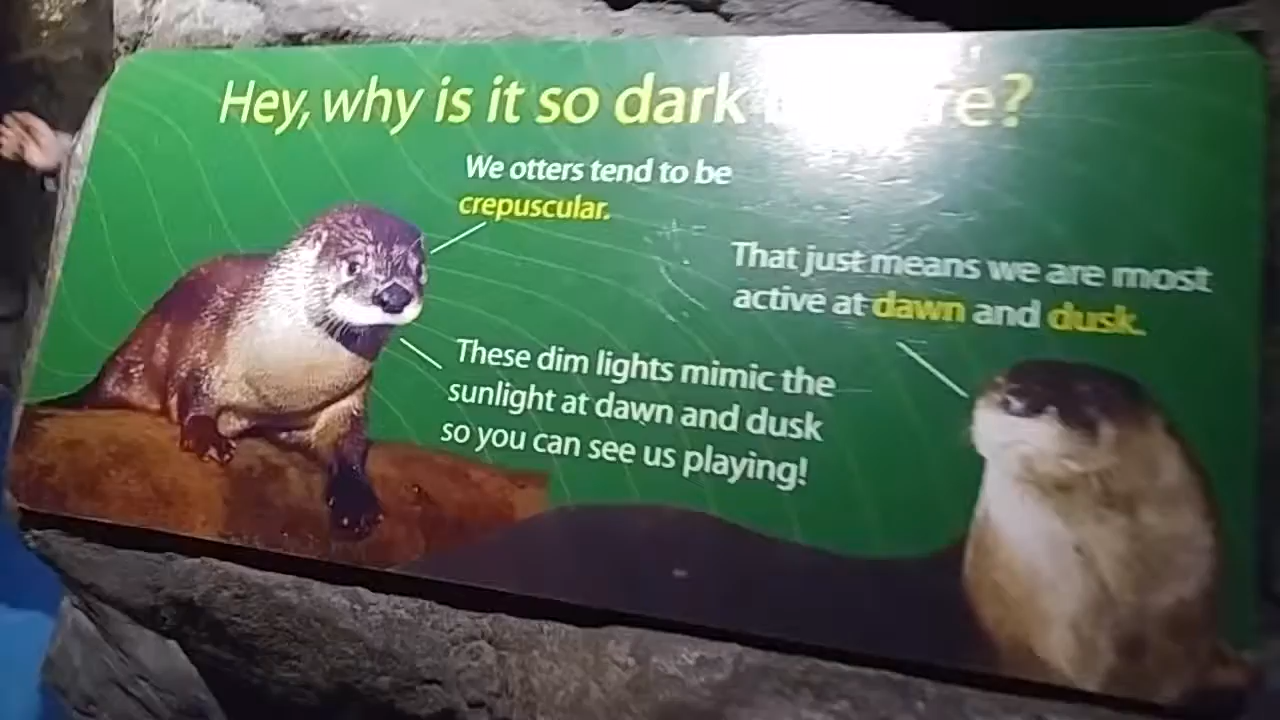 Hey, why is it so dark
We otters tend to be
crepuscular.
That just means we are most
active at dawn and dusk.
These dim lights mimic the
sunlight at dawn and dusk
so you can see us playing!